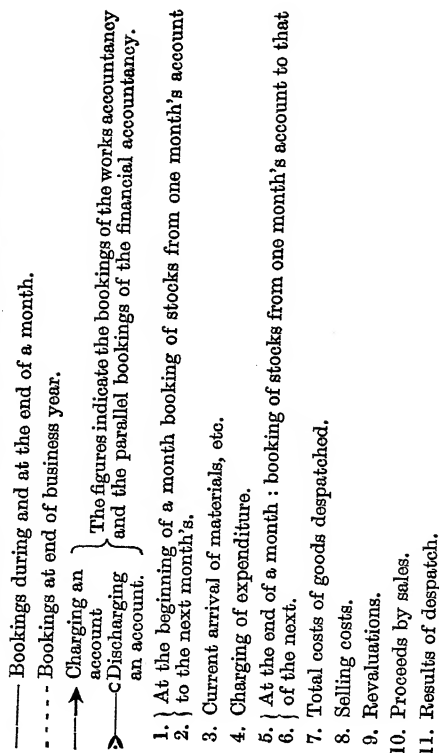 Bookings during and at the end of a month.
Bookings at end of business year.
Charging an account
Discharging an account.
The figures indicate the bookings of the works accountancy
and the parallel bookings of the financial accountancy.
1. At the beginning of a month booking of stocks from one month's account
2. to the next month's.
3. Current arrival of materials, etc.
4. Charging of expenditure.
5. At the end of a month : booking of stocks from one month's account to that
6. of the next.
7. Total costs of goods despatched.
8. Selling costs.
9. Revaluations.
10. Proceeds by sales.
11. Results of despatch.